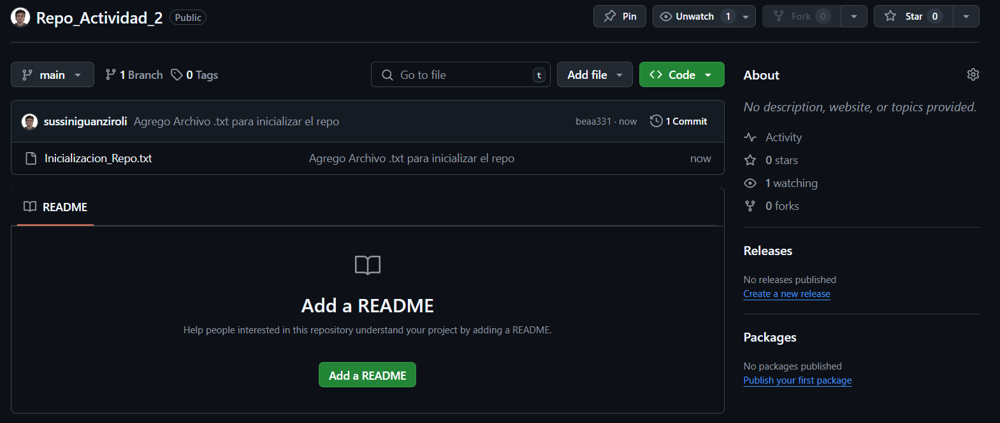 Repo_Actividad_2 Public Pin Unwatch 1 Fork 0 Star 0
main 1 Branch 0 Tags Go to file t Add file Code
sussiniguanziroli Agrego Archivo .txt para inicializar el repo beaa331 · now 1 Commit
Inicializacion_Repo.txt Agrego Archivo .txt para inicializar el repo now
README
Add a README
Help people interested in this repository understand your project by adding a README.
Add a README
About
No description, website, or topics provided.
Activity
0 stars
1 watching
0 forks
Releases
No releases published
Create a new release
Packages
No packages published
Publish your first package